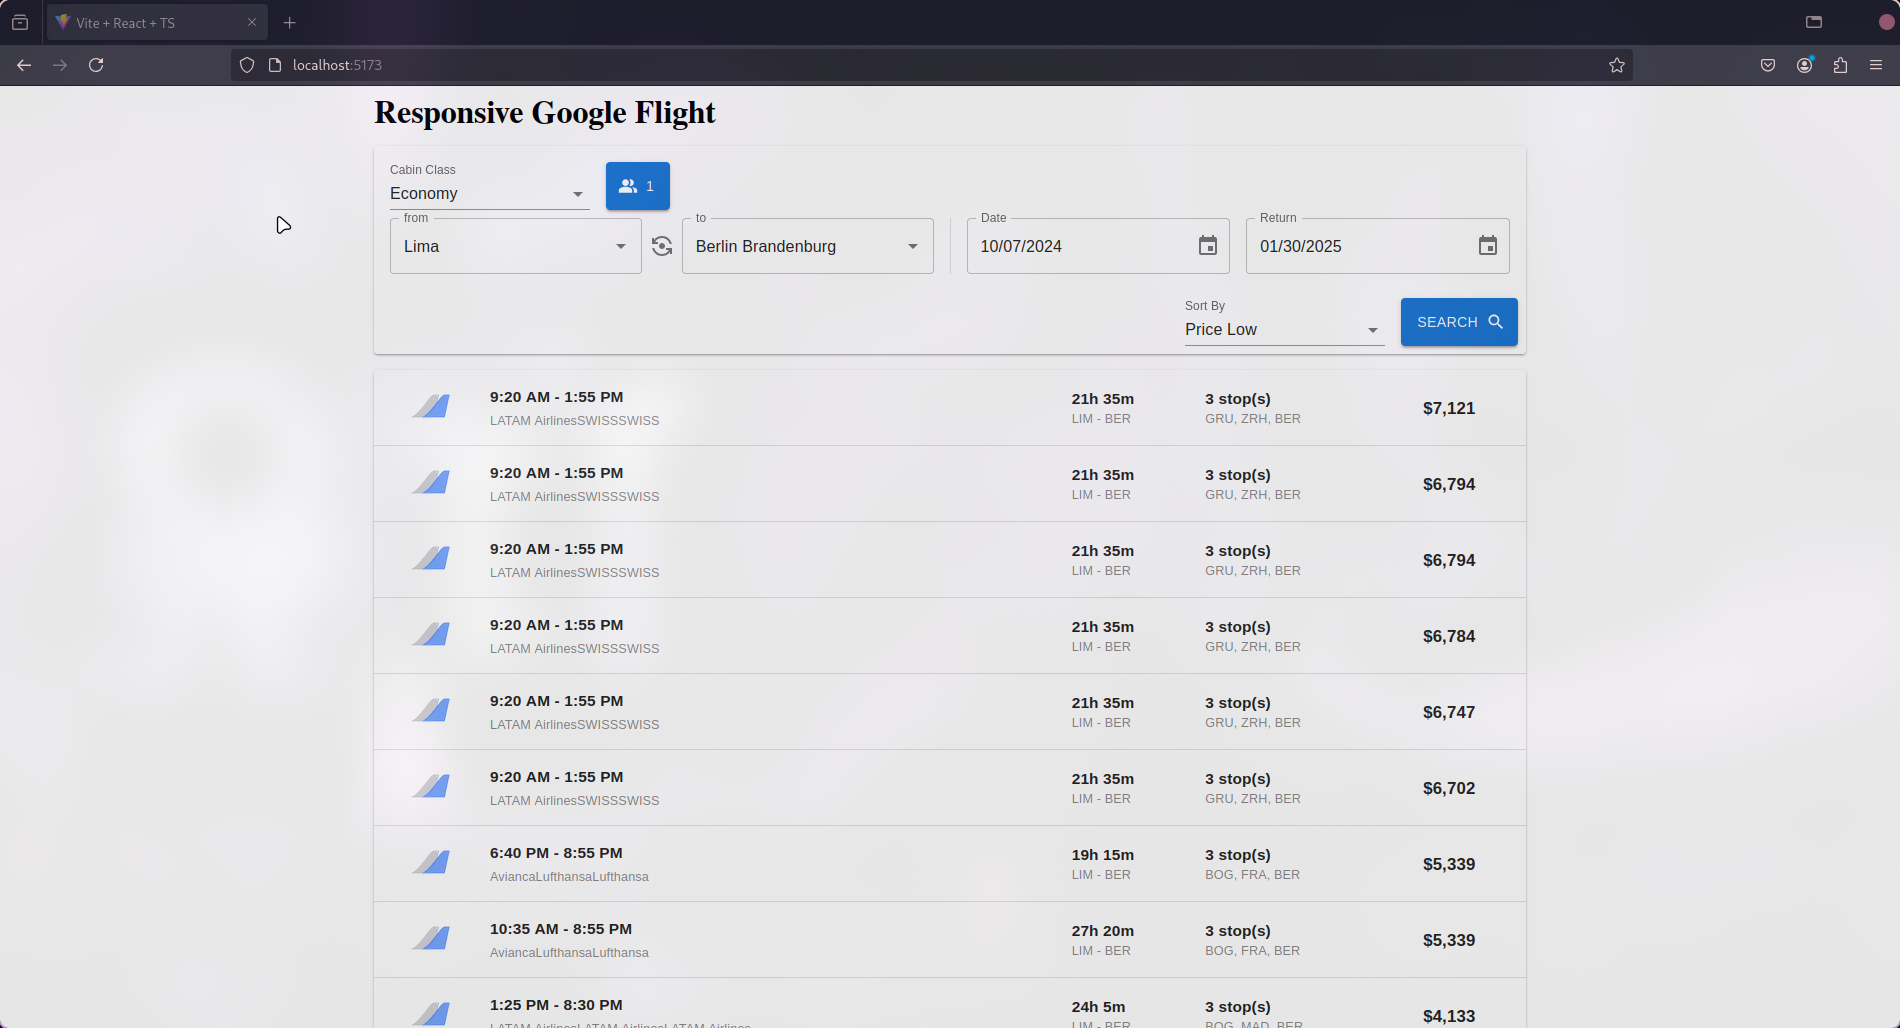 Vite + React + TS
localhost:5173
Responsive Google Flight
Cabin Class
Economy
1
from
Lima
to
Berlin Brandenburg
Date
10/07/2024
Return
01/30/2025
Sort By
Price Low
SEARCH
9:20 AM - 1:55 PM
LATAM AirlinesSWISSSWISS
21h 35m
LIM - BER
3 stop(s)
GRU, ZRH, BER
$7,121
9:20 AM - 1:55 PM
LATAM AirlinesSWISSSWISS
21h 35m
LIM - BER
3 stop(s)
GRU, ZRH, BER
$6,794
9:20 AM - 1:55 PM
LATAM AirlinesSWISSSWISS
21h 35m
LIM - BER
3 stop(s)
GRU, ZRH, BER
$6,794
9:20 AM - 1:55 PM
LATAM AirlinesSWISSSWISS
21h 35m
LIM - BER
3 stop(s)
GRU, ZRH, BER
$6,784
9:20 AM - 1:55 PM
LATAM AirlinesSWISSSWISS
21h 35m
LIM - BER
3 stop(s)
GRU, ZRH, BER
$6,747
9:20 AM - 1:55 PM
LATAM AirlinesSWISSSWISS
21h 35m
LIM - BER
3 stop(s)
GRU, ZRH, BER
$6,702
6:40 PM - 8:55 PM
AviancaLufthansaLufthansa
19h 15m
LIM - BER
3 stop(s)
BOG, FRA, BER
$5,339
10:35 AM - 8:55 PM
AviancaLufthansaLufthansa
27h 20m
LIM - BER
3 stop(s)
BOG, FRA, BER
$5,339
1:25 PM - 8:30 PM
LATAM AirlinesLATAM AirlinesLATAM Airlines
24h 5m
LIM - BER
3 stop(s)
BOG, MAD, BER
$4,133